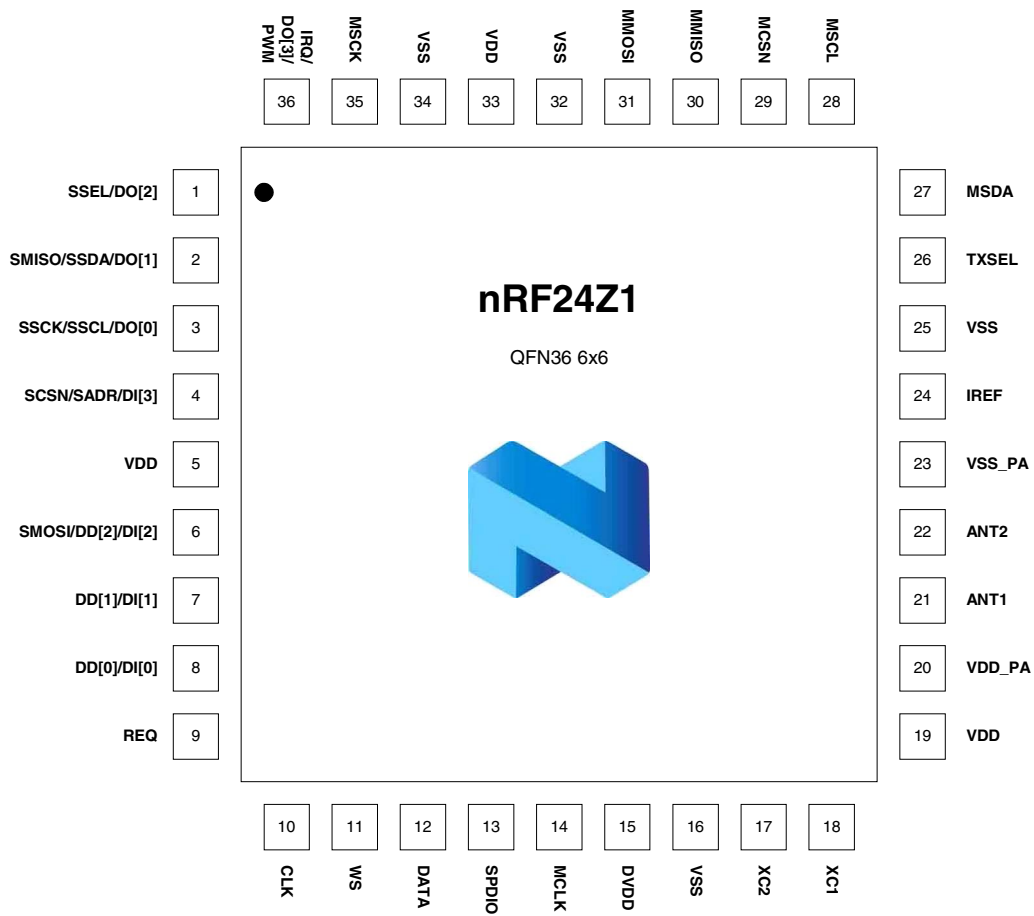 IRQ/
DO[3]/
PWM
MSCK
VSS
VDD
VSS
MMOSI
MMISO
MCSN
MSCL
36
35
34
33
32
31
30
29
28
SSEL/DO[2]
1
27
MSDA
SMISO/SSDA/DO[1]
2
26
TXSEL
nRF24Z1
SSCK/SSCL/DO[0]
3
25
VSS
QFN36 6x6
SCSN/SADR/DI[3]
4
24
IREF
VDD
5
23
VSS_PA
SMOSI/DD[2]/DI[2]
6
22
ANT2
DD[1]/DI[1]
7
21
ANT1
DD[0]/DI[0]
8
20
VDD_PA
REQ
9
19
VDD
10
11
12
13
14
15
16
17
18
CLK
WS
DATA
SPDIO
MCLK
DVDD
VSS
XC2
XC1